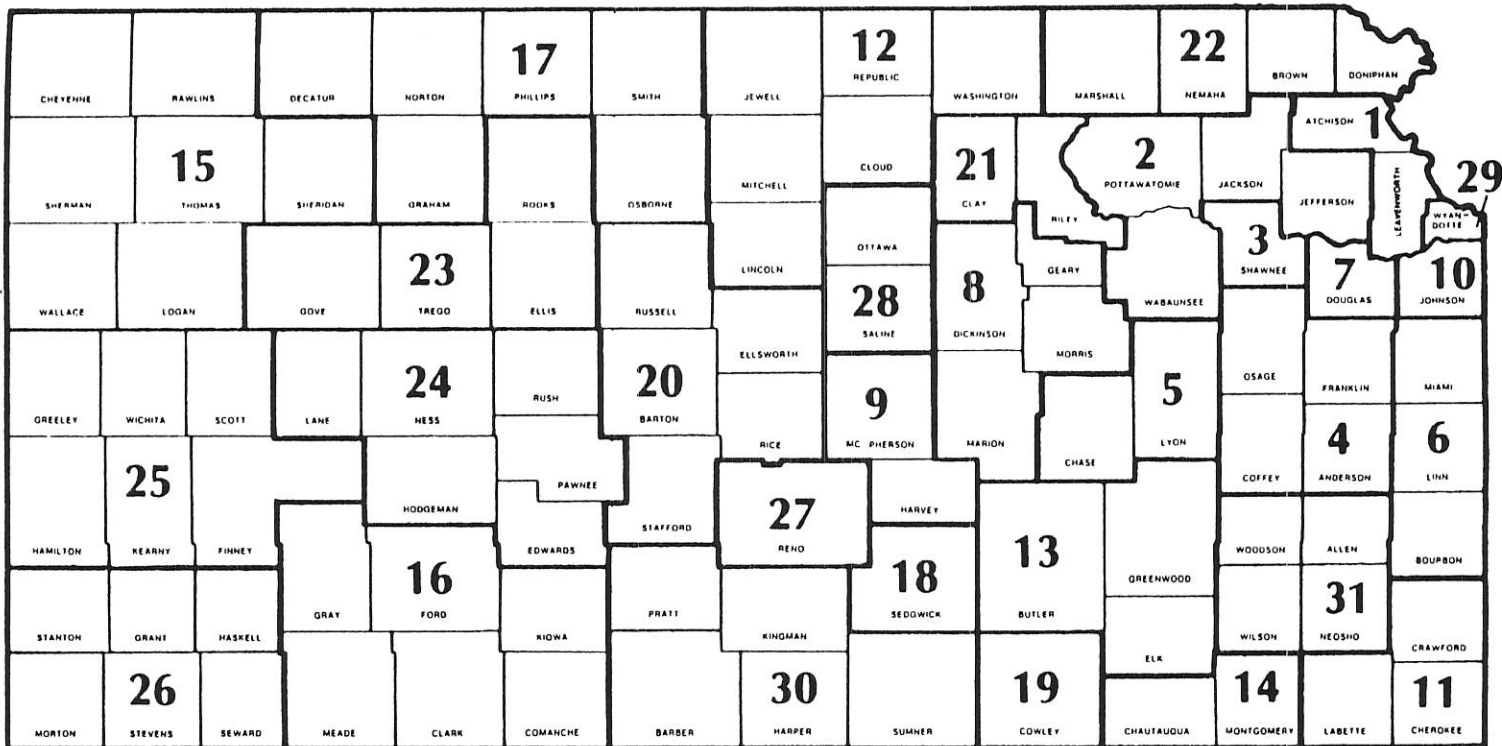 17
12
22
CHEYENNE
RAWLINS
DECATUR
NORTON
PHILLIPS
SMITH
JEWELL
REPUBLIC
WASHINGTON
MARSHALL
NEMAHA
BROWN
DONIPHAN
15
21
2
ATCHISON
1
SHERMAN
THOMAS
SHERIDAN
GRAHAM
ROOKS
OSBORNE
MITCHELL
CLOUD
CLAY
RILEY
POTTAWATOMIE
JACKSON
JEFFERSON
LEAVENWORTH
29
WYAN-
DOTTE
23
28
8
3
7
10
WALLACE
LOGAN
GOVE
TREGO
ELLIS
RUSSELL
LINCOLN
OTTAWA
SALINE
DICKINSON
GEARY
WABAUNSEE
SHAWNEE
DOUGLAS
JOHNSON
24
20
9
5
4
6
GREELEY
WICHITA
SCOTT
LANE
NESS
RUSH
BARTON
ELLSWORTH
RICE
MC PHERSON
MARION
MORRIS
CHASE
LYON
OSAGE
FRANKLIN
MIAMI
COFFEY
ANDERSON
LINN
25
27
13
HAMILTON
KEARNY
FINNEY
HODGEMAN
PAWNEE
EDWARDS
STAFFORD
RENO
HARVEY
GREENWOOD
WOODSON
ALLEN
BOURBON
16
18
31
STANTON
GRANT
HASKELL
GRAY
FORD
KIOWA
PRATT
KINGMAN
SEDGWICK
BUTLER
ELK
WILSON
NEOSHO
CRAWFORD
26
30
19
14
11
MORTON
STEVENS
SEWARD
MEADE
CLARK
COMANCHE
BARBER
HARPER
SUMNER
COWLEY
CHAUTAUQUA
MONTGOMERY
LABETTE
CHEROKEE